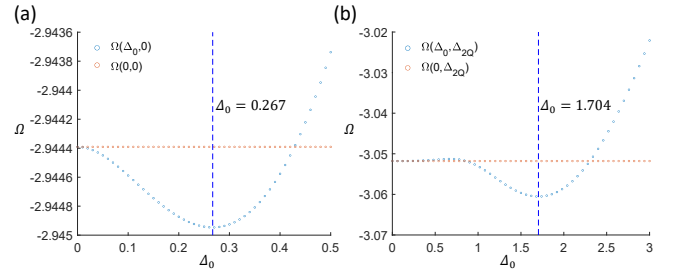 (a)
-2.9436
-2.9438
-2.944
-2.9442
-2.9444
-2.9446
-2.9448
-2.945
Ω
Ω(Δ₀,0)
Ω(0,0)
Δ₀ = 0.267
0
0.1
0.2
0.3
0.4
0.5
Δ₀
(b)
-3.02
-3.03
-3.04
-3.05
-3.06
-3.07
Ω
Ω(Δ₀,Δ₂Q)
Ω(0,Δ₂Q)
Δ₀ = 1.704
0
0.5
1
1.5
2
2.5
3
Δ₀